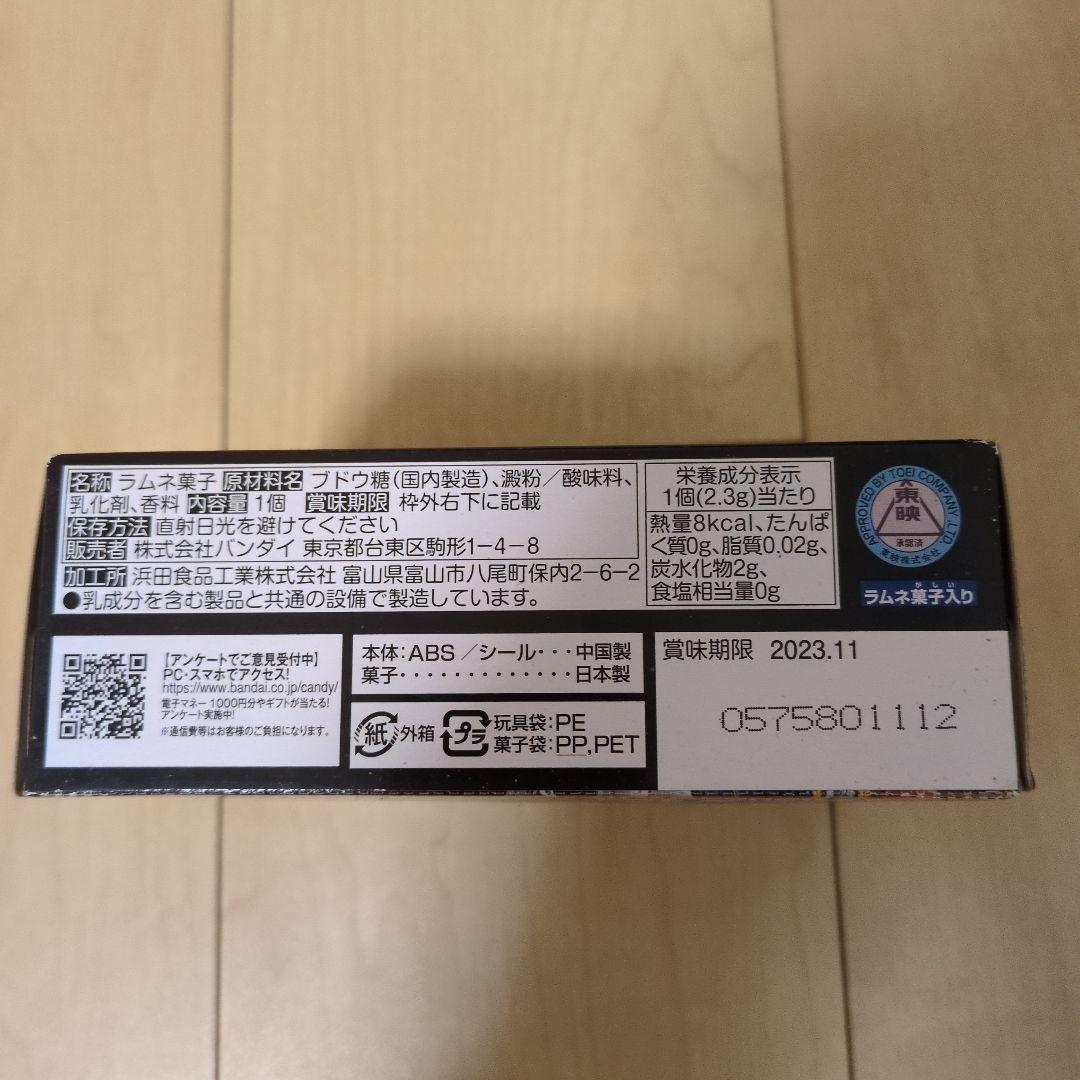 名称 ラムネ菓子 原材料名 ブドウ糖(国内製造)、澱粉/酸味料、
乳化剤、香料 内容量 1個 賞味期限 枠外右下に記載
保存方法 直射日光を避けてください
販売者 株式会社バンダイ 東京都台東区駒形1-4-8
加工所 浜田食品工業株式会社 富山県富山市八尾町保内2-6-2
●乳成分を含む製品と共通の設備で製造しています。
栄養成分表示
1個(2.3g)当たり
熱量8kcal、たんぱ
く質0g、脂質0.02g、
炭水化物2g、
食塩相当量0g
APPROVED BY TOEI COMPANY, LTD.
東映
承認済
東映株式会社
ラムネ菓子入り
がし い
【アンケートでご意見受付中】
PC・スマホでアクセス!
https://www.bandai.co.jp/candy/
電子マネー1000円分やギフトが当たる!
アンケート実施中!
※通信費等はお客様のご負担になります。
本体:ABS/シール・・・中国製
菓子・・・・・・・・・・・・・日本製
紙 外箱 プラ 玩具袋:PE
菓子袋:PP,PET
賞味期限 2023.11
0575801112